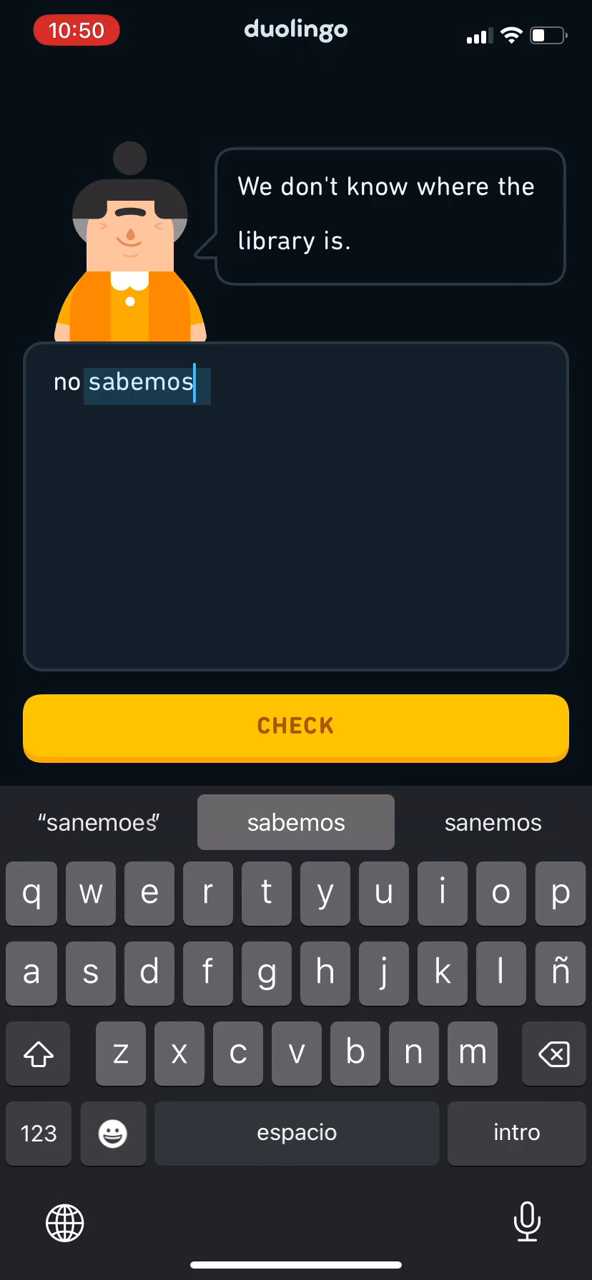 10:50
duolingo
We don't know where the
library is.
no sabemos
CHECK
“sanemoes” sabemos sanemos
q w e r t y u i o p
a s d f g h j k l ñ
z x c v b n m
123 espacio intro